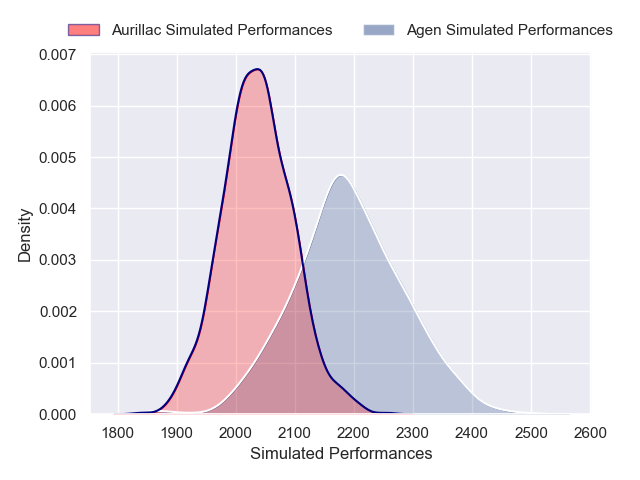 Aurillac Simulated Performances Agen Simulated Performances
0.007
0.006
0.005
0.004
0.003
0.002
0.001
0.000
Density
1800 1900 2000 2100 2200 2300 2400 2500 2600
Simulated Performances